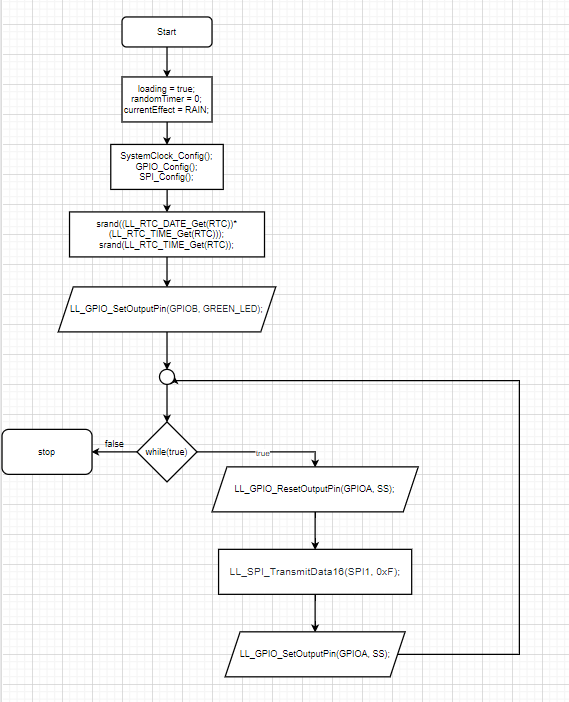 Start
loading = true;
randomTimer = 0;
currentEffect = RAIN;
SystemClock_Config();
GPIO_Config();
SPI_Config();
srand((LL_RTC_DATE_Get(RTC))*
(LL_RTC_TIME_Get(RTC)));
srand(LL_RTC_TIME_Get(RTC));
LL_GPIO_SetOutputPin(GPIOB, GREEN_LED);
false
stop
while(true)
true
LL_GPIO_ResetOutputPin(GPIOA, SS);
LL_SPI_TransmitData16(SPI1, 0xF);
LL_GPIO_SetOutputPin(GPIOA, SS);